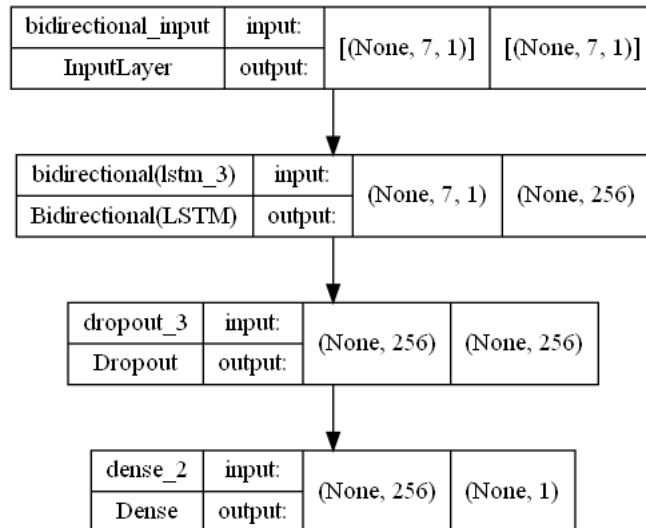 bidirectional_input input: [(None, 7, 1)] [(None, 7, 1)]
InputLayer output:
bidirectional(lstm_3) input: (None, 7, 1) (None, 256)
Bidirectional(LSTM) output:
dropout_3 input: (None, 256) (None, 256)
Dropout output:
dense_2 input: (None, 256) (None, 1)
Dense output: